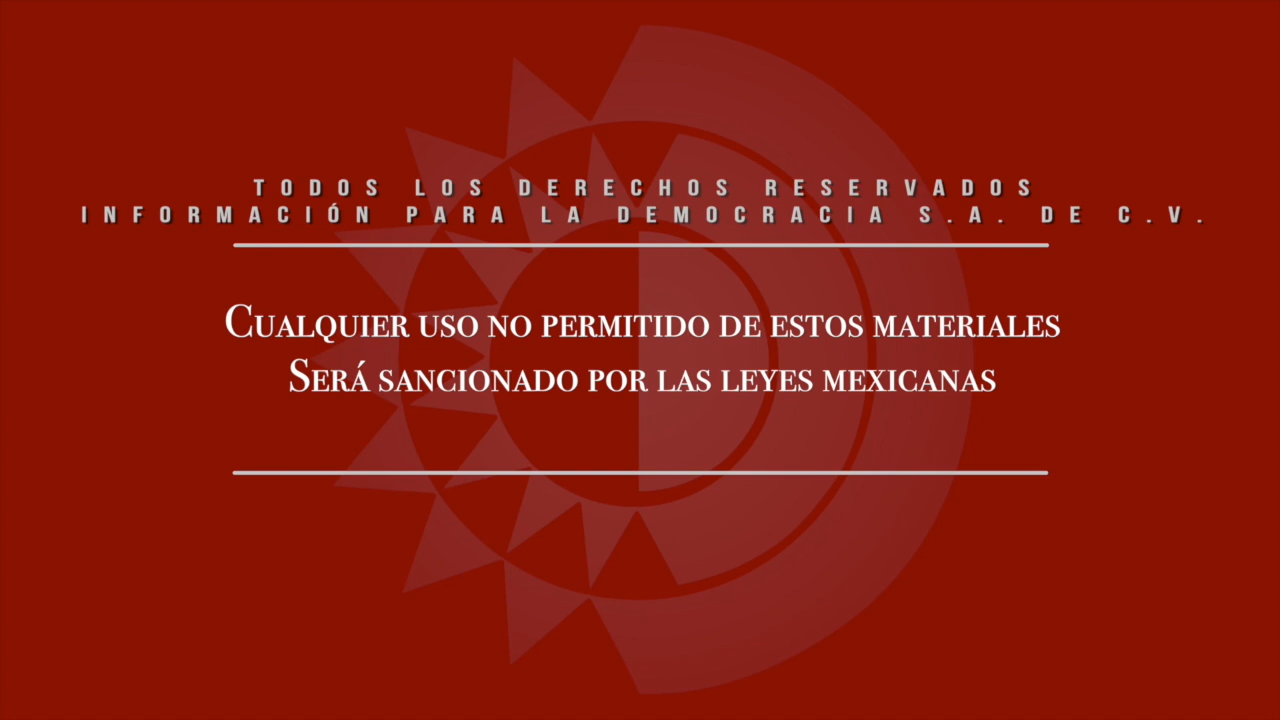 TODOS LOS DERECHOS RESERVADOS
INFORMACIÓN PARA LA DEMOCRACIA S.A. DE C.V.
Cualquier uso no permitido de estos materiales
Será sancionado por las leyes mexicanas